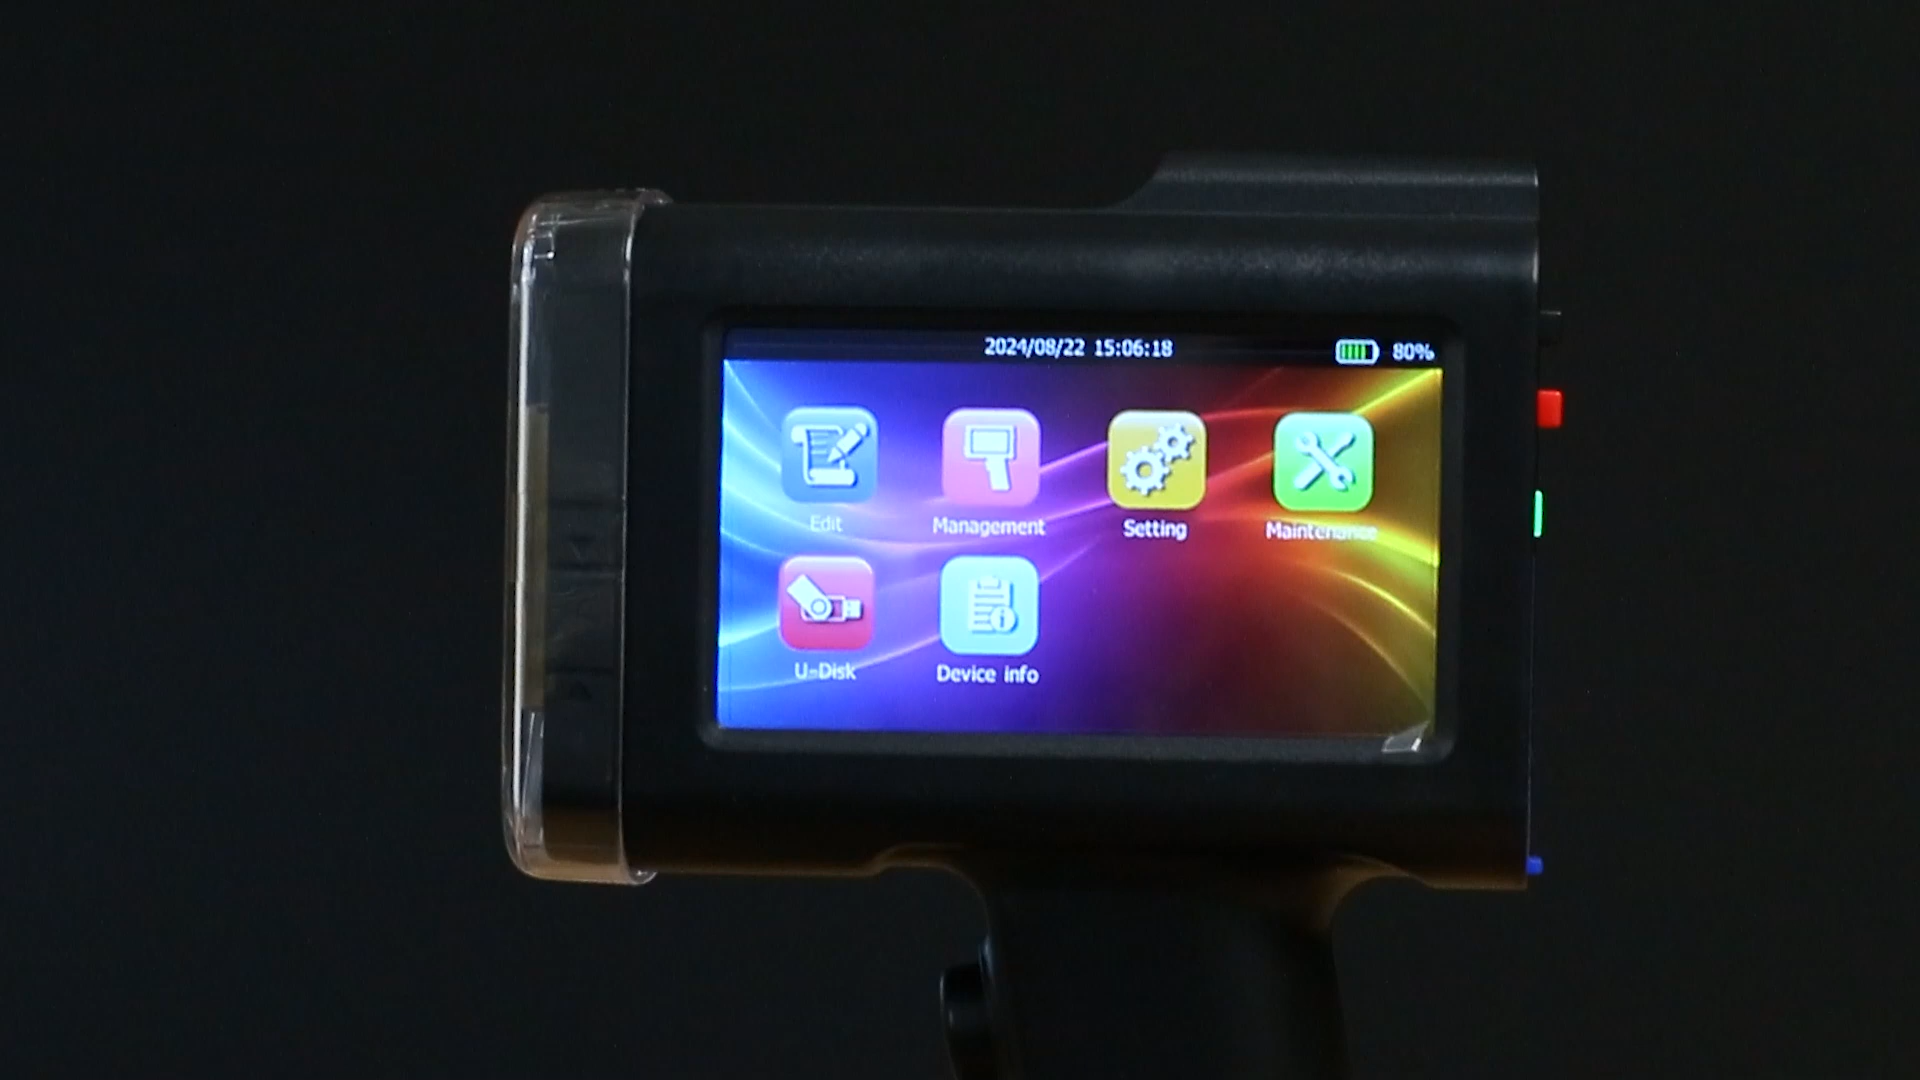 2024/08/22 15:06:18 80%
Edit Management Setting Maintenance
U-Disk Device info